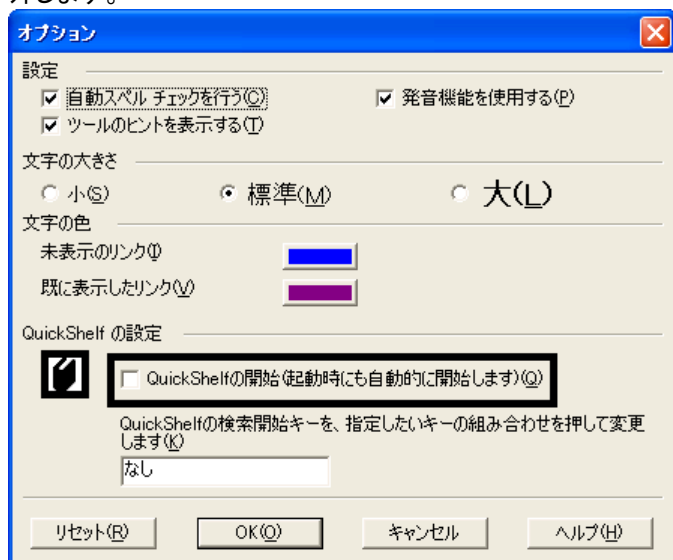 外します。
オプション
設定
自動スペル チェックを行う(C)
発音機能を使用する(P)
ツールのヒントを表示する(T)
文字の大きさ
小(S)
標準(M)
大(L)
文字の色
未表示のリンク(I)
既に表示したリンク(V)
QuickShelf の設定
QuickShelfの開始(起動時にも自動的に開始します)(Q)
QuickShelfの検索開始キーを、指定したいキーの組み合わせを押して変更
します(K)
なし
リセット(R)
OK(O)
キャンセル
ヘルプ(H)